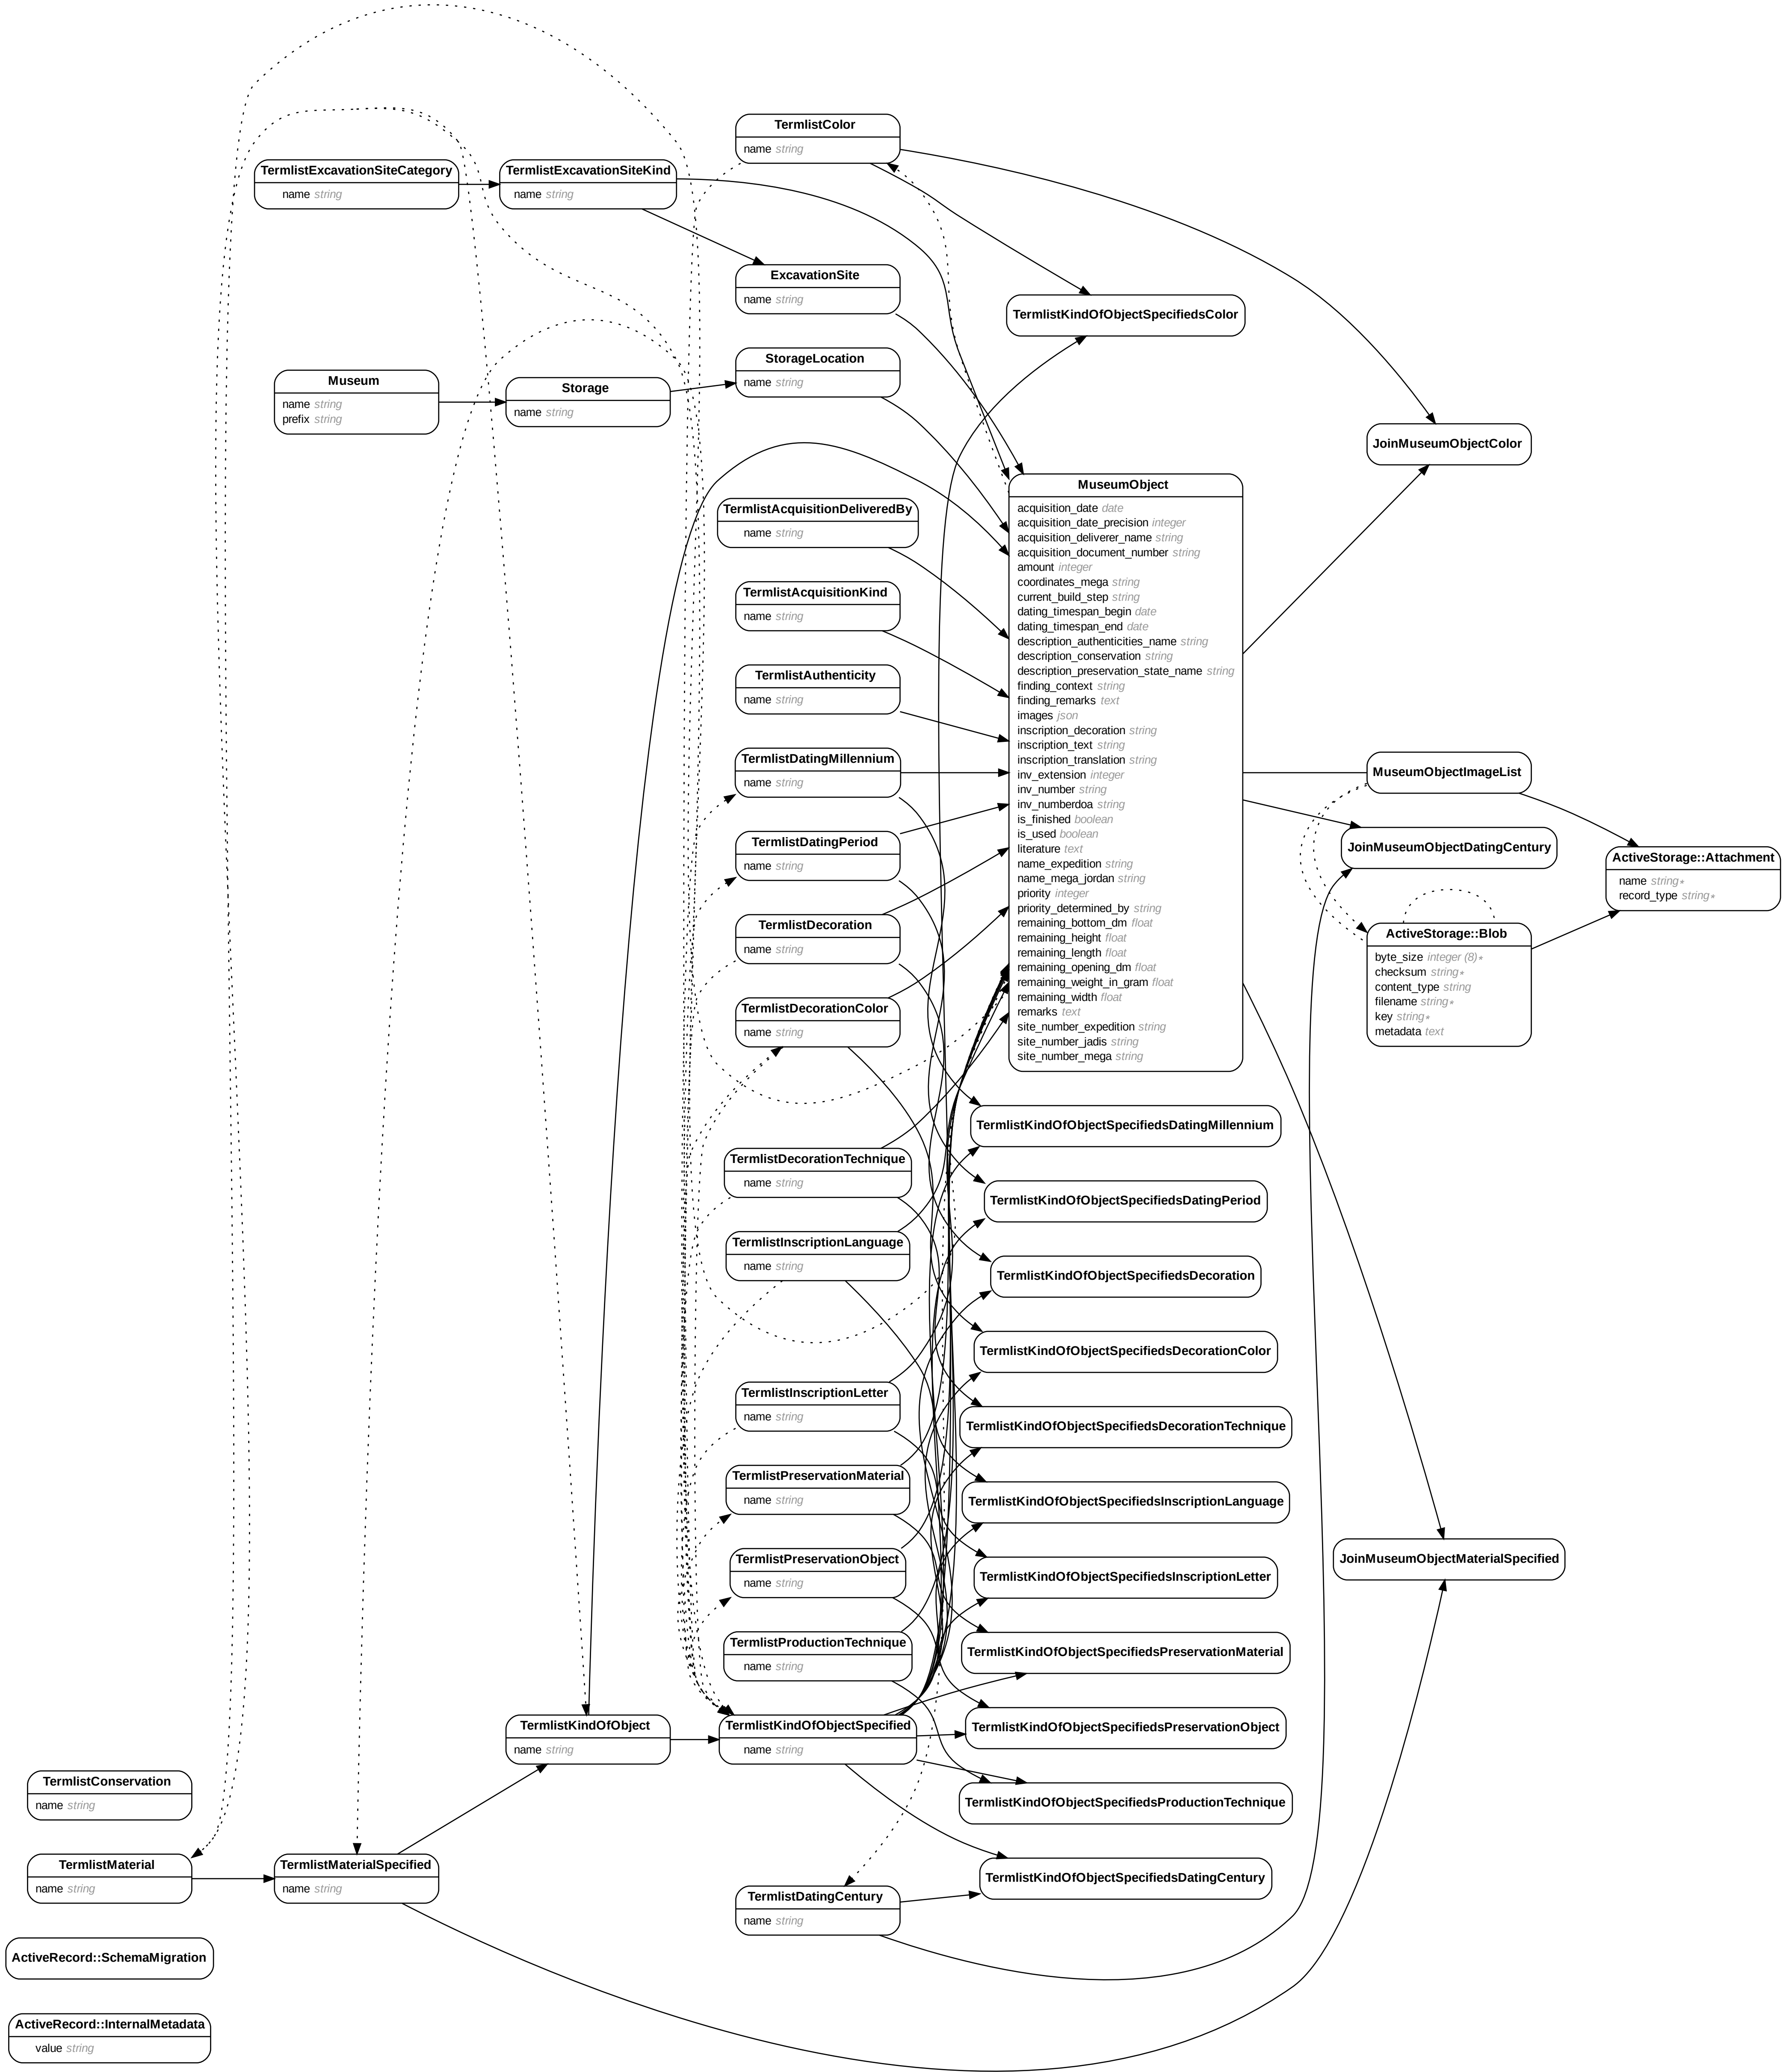 TermlistColor
name string
TermlistExcavationSiteCategory
name string
TermlistExcavationSiteKind
name string
ExcavationSite
name string
TermlistKindOfObjectSpecifiedsColor
StorageLocation
name string
Museum
name string
prefix string
Storage
name string
JoinMuseumObjectColor
MuseumObject
acquisition_date date
acquisition_date_precision integer
acquisition_deliverer_name string
acquisition_document_number string
amount integer
coordinates_mega string
current_build_step string
dating_timespan_begin date
dating_timespan_end date
description_authenticities_name string
description_conservation string
description_preservation_state_name string
finding_context string
finding_remarks text
images json
inscription_decoration string
inscription_text string
inscription_translation string
inv_extension integer
inv_number string
inv_numberdoa string
is_finished boolean
is_used boolean
literature text
name_expedition string
name_mega_jordan string
priority integer
priority_determined_by string
remaining_bottom_dm float
remaining_height float
remaining_length float
remaining_opening_dm float
remaining_weight_in_gram float
remaining_width float
remarks text
site_number_expedition string
site_number_jadis string
site_number_mega string
TermlistAcquisitionDeliveredBy
name string
TermlistAcquisitionKind
name string
TermlistAuthenticity
name string
TermlistDatingMillennium
name string
TermlistDatingPeriod
name string
TermlistDecoration
name string
TermlistDecorationColor
name string
MuseumObjectImageList
JoinMuseumObjectDatingCentury
ActiveStorage::Attachment
name string∗
record_type string∗
ActiveStorage::Blob
byte_size integer (8)∗
checksum string∗
content_type string
filename string∗
key string∗
metadata text
TermlistDecorationTechnique
name string
TermlistInscriptionLanguage
name string
TermlistInscriptionLetter
name string
TermlistPreservationMaterial
name string
TermlistPreservationObject
name string
TermlistProductionTechnique
name string
TermlistKindOfObjectSpecifiedsDatingMillennium
TermlistKindOfObjectSpecifiedsDatingPeriod
TermlistKindOfObjectSpecifiedsDecoration
TermlistKindOfObjectSpecifiedsDecorationColor
TermlistKindOfObjectSpecifiedsDecorationTechnique
TermlistKindOfObjectSpecifiedsInscriptionLanguage
TermlistKindOfObjectSpecifiedsInscriptionLetter
TermlistKindOfObjectSpecifiedsPreservationMaterial
TermlistKindOfObjectSpecifiedsPreservationObject
TermlistKindOfObjectSpecifiedsProductionTechnique
TermlistKindOfObjectSpecifiedsDatingCentury
JoinMuseumObjectMaterialSpecified
TermlistKindOfObject
name string
TermlistKindOfObjectSpecified
name string
TermlistConservation
name string
TermlistMaterial
name string
TermlistMaterialSpecified
name string
TermlistDatingCentury
name string
ActiveRecord::SchemaMigration
ActiveRecord::InternalMetadata
value string